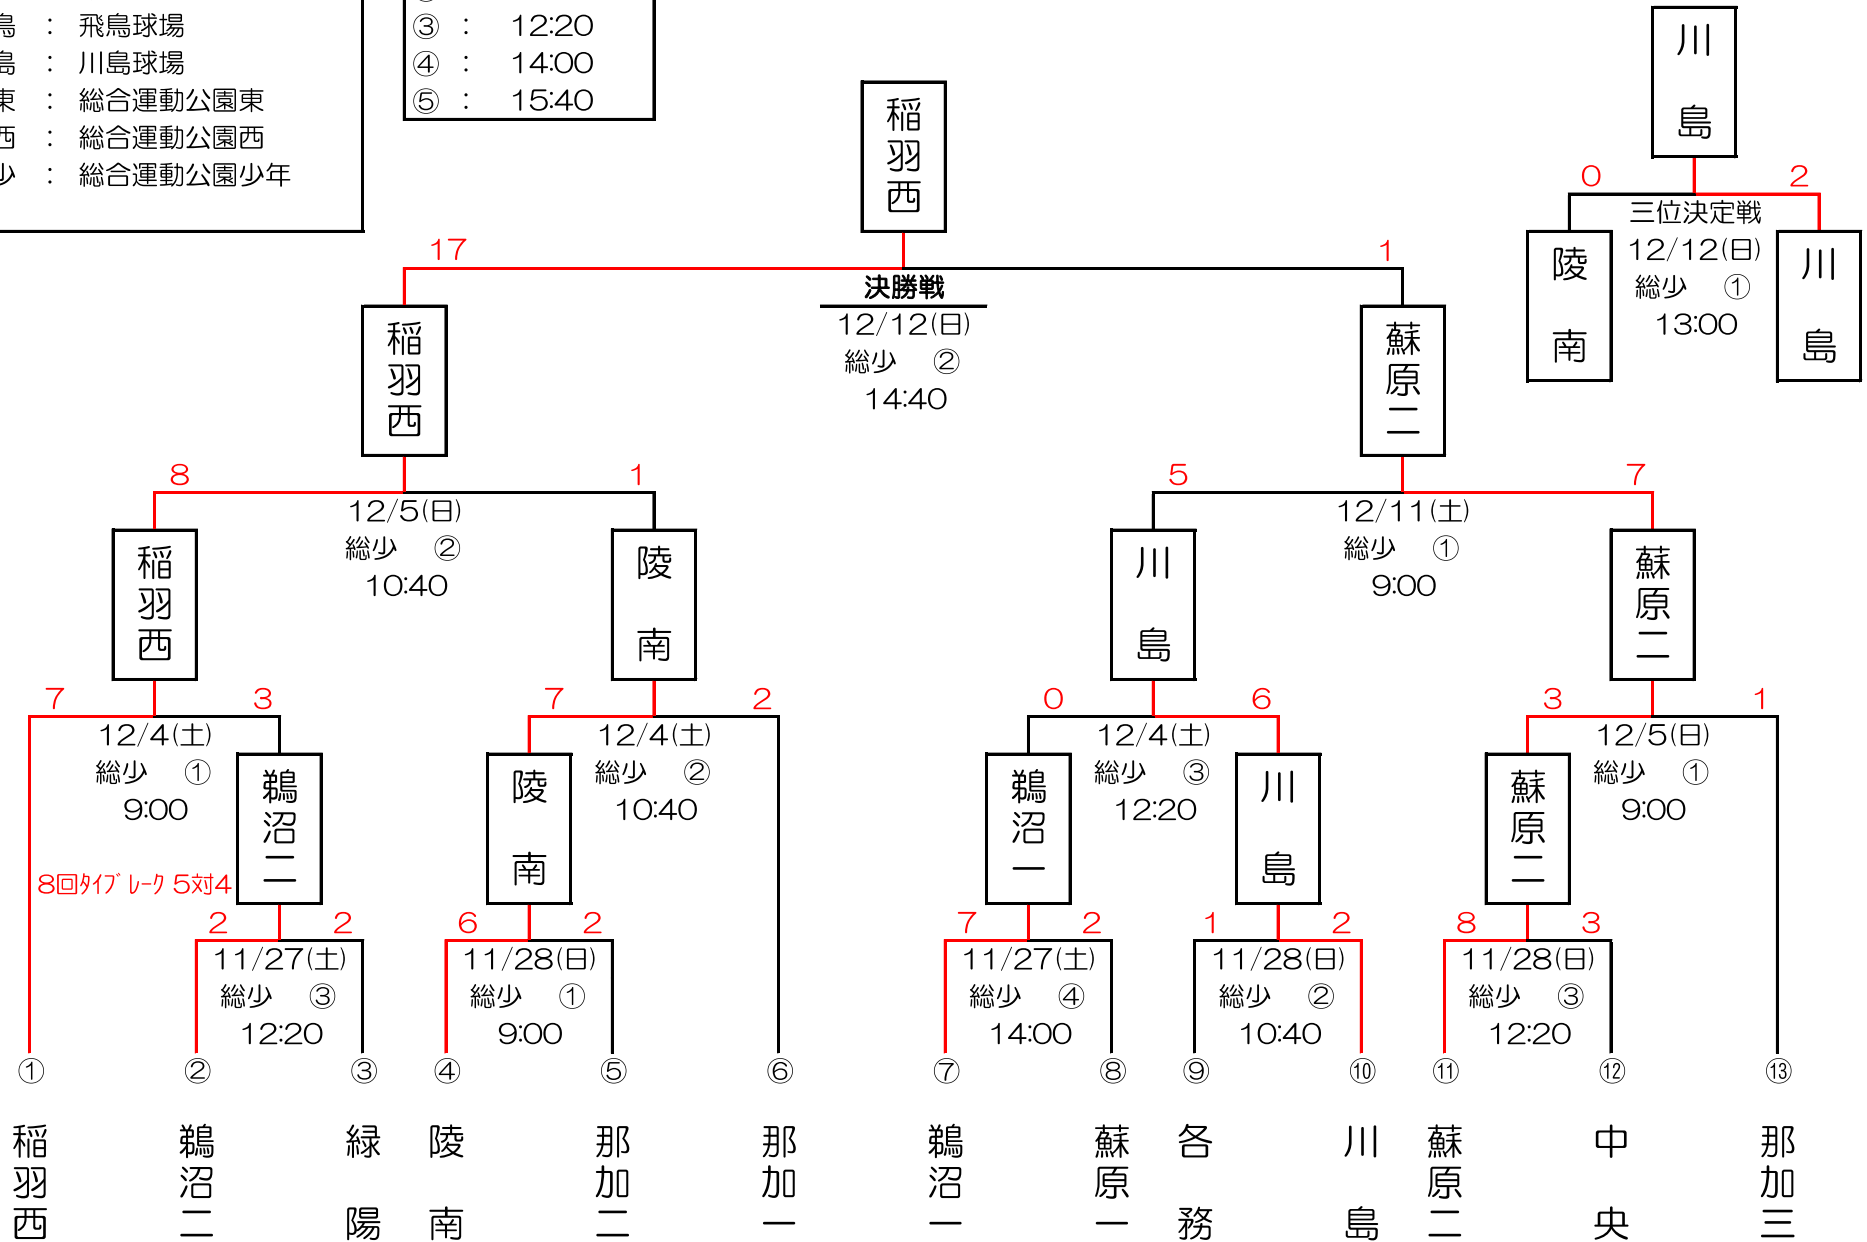 鳥 : 飛鳥球場
島 : 川島球場
東 : 総合運動公園東
西 : 総合運動公園西
少 : 総合運動公園少年
③ : 12:20
④ : 14:00
⑤ : 15:40
川島
0 2
三位決定戦
12/12(日)
総少 ①
13:00
陵南
川島
稲羽西
17 1
決勝戦
12/12(日)
総少 ②
14:40
稲羽西
蘇原二
8 1
12/5(日)
総少 ②
10:40
5 7
12/11(土)
総少 ①
9:00
稲羽西
陵南
川島
蘇原二
7 3
12/4(土)
総少 ①
9:00
7 2
12/4(土)
総少 ②
10:40
0 6
12/4(土)
総少 ③
12:20
3 1
12/5(日)
総少 ①
9:00
鵜沼二
陵南
鵜沼一
川島
蘇原二
8回タイブレーク 5対4
2 2
11/27(土)
総少 ③
12:20
6 2
11/28(日)
総少 ①
9:00
7 2
11/27(土)
総少 ④
14:00
1 2
11/28(日)
総少 ②
10:40
8 3
11/28(日)
総少 ③
12:20
① ② ③ ④ ⑤ ⑥ ⑦ ⑧ ⑨ ⑩ ⑪ ⑫ ⑬
稲羽西
鵜沼二
緑陽
陵南
那加二
那加一
鵜沼一
蘇原一
各務
川島
蘇原二
中央
那加三